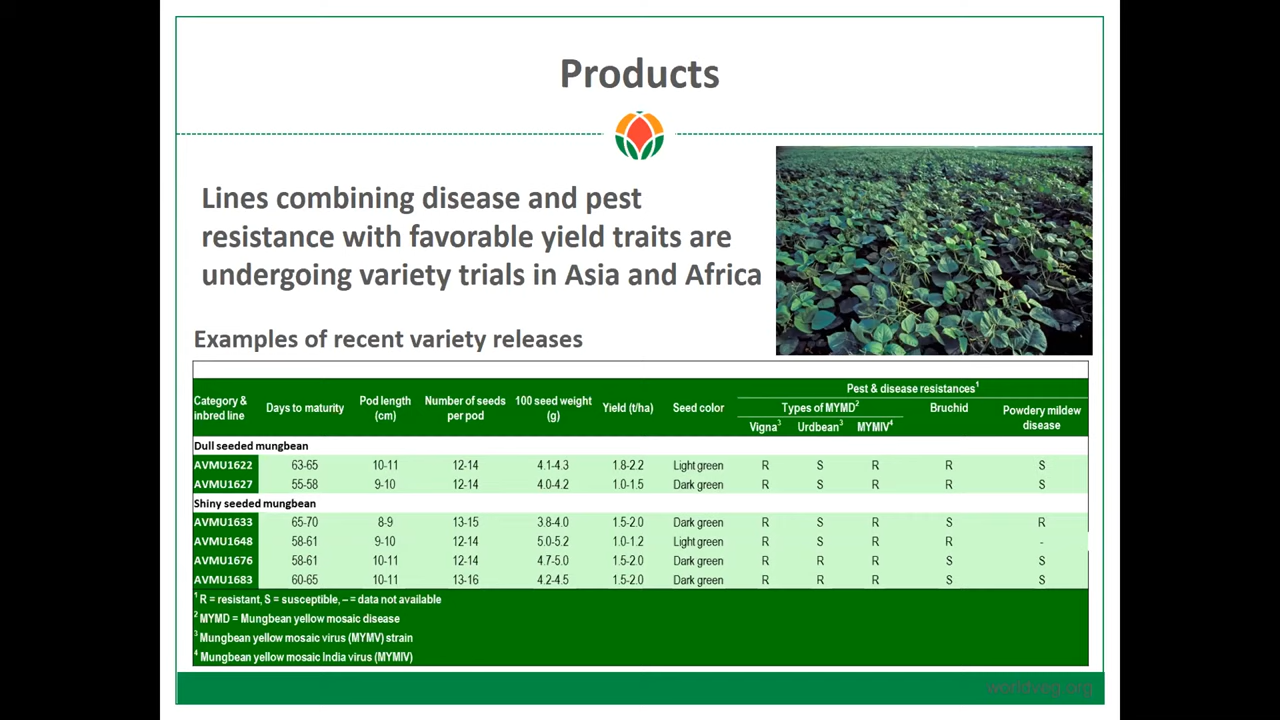 Products
Lines combining disease and pest
resistance with favorable yield traits are
undergoing variety trials in Asia and Africa
Examples of recent variety releases
Category & inbred line Days to maturity Pod length (cm) Number of seeds per pod 100 seed weight (g) Yield (t/ha) Seed color Pest & disease resistances1
Types of MYMD2 Bruchid Powdery mildew disease
Vigna3 Urdbean3 MYMIV4
Dull seeded mungbean
AVMU1622 63-65 10-11 12-14 4.1-4.3 1.8-2.2 Light green R S R R S
AVMU1627 55-58 9-10 12-14 4.0-4.2 1.0-1.5 Dark green R S R R S
Shiny seeded mungbean
AVMU1633 65-70 8-9 13-15 3.8-4.0 1.5-2.0 Dark green R S R S R
AVMU1648 58-61 9-10 12-14 5.0-5.2 1.0-1.2 Light green R S R R -
AVMU1676 58-61 10-11 12-14 4.7-5.0 1.5-2.0 Dark green R R R S S
AVMU1683 60-65 10-11 13-16 4.2-4.5 1.5-2.0 Dark green R R R S S
1 R = resistant, S = susceptible, – = data not available
2 MYMD = Mungbean yellow mosaic disease
3 Mungbean yellow mosaic virus (MYMV) strain
4 Mungbean yellow mosaic India virus (MYMIV)
worldveg.org